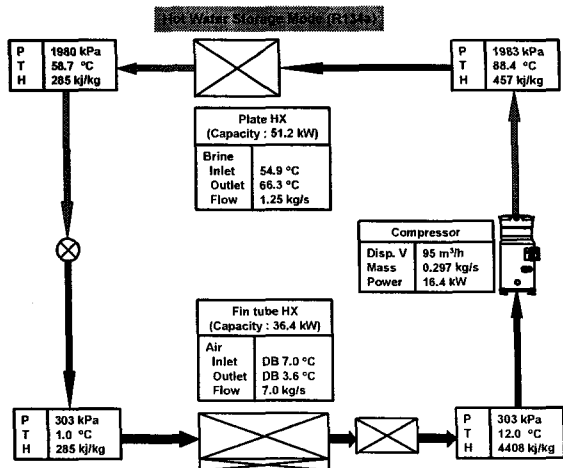 Hot Water Storage Mode (R134a)
P 1980 kPa
T 58.7 °C
H 285 kj/kg
P 1983 kPa
T 88.4 °C
H 457 kj/kg
Plate HX
(Capacity : 51.2 kW)
Brine
Inlet 54.9 °C
Outlet 66.3 °C
Flow 1.25 kg/s
Compressor
Disp. V 95 m³/h
Mass 0.297 kg/s
Power 16.4 kW
Fin tube HX
(Capacity : 36.4 kW)
Air
Inlet DB 7.0 °C
Outlet DB 3.6 °C
Flow 7.0 kg/s
P 303 kPa
T 1.0 °C
H 285 kj/kg
P 303 kPa
T 12.0 °C
H 4408 kj/kg